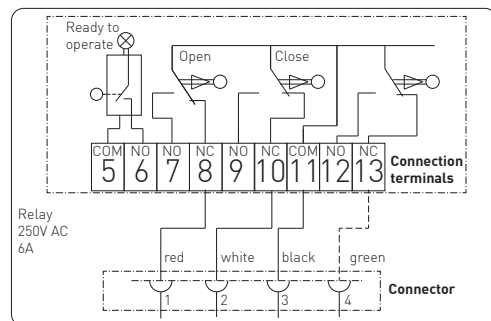 Ready to
operate
Open
Close
COM NO NO NC NO NC COM NO NC
5 6 7 8 9 10 11 12 13
Connection
terminals
Relay
250V AC
6A
red white black green
1 2 3 4
Connector